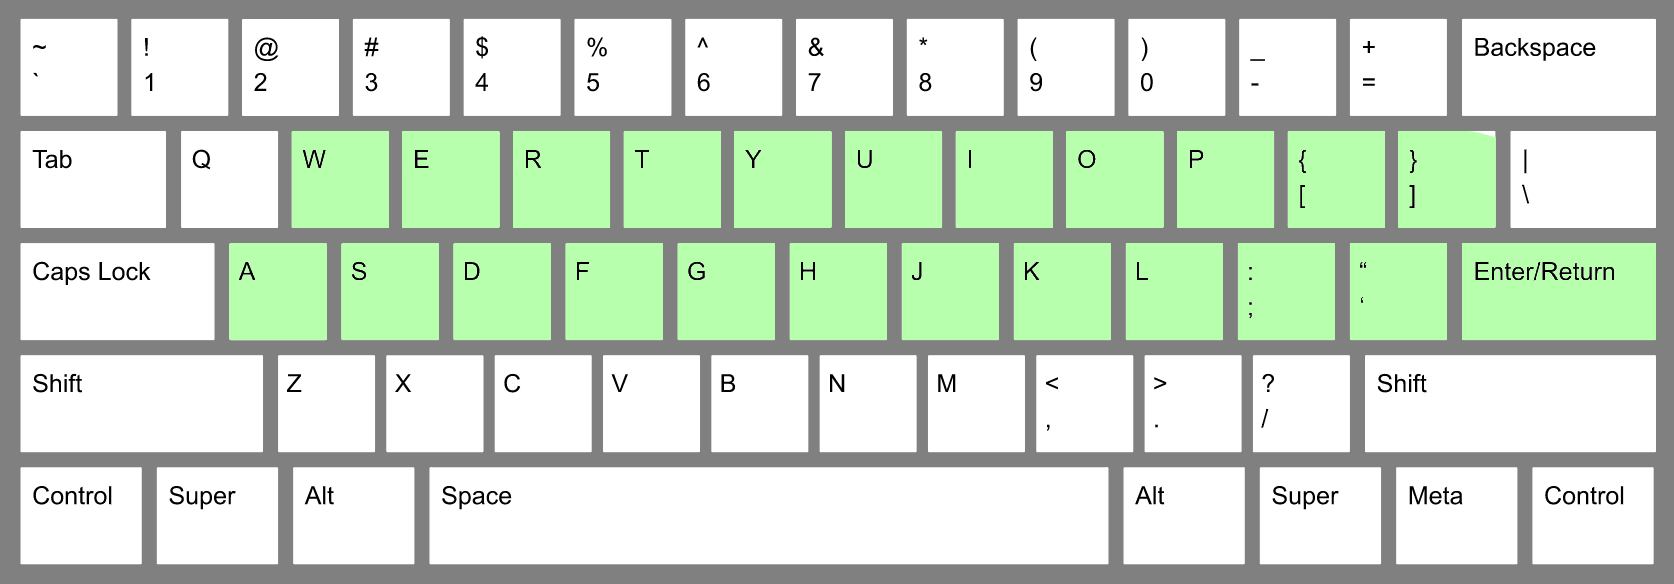 ~ ! @ # $ % ^ & * ( ) _ + Backspace
` 1 2 3 4 5 6 7 8 9 0 - =
Tab Q W E R T Y U I O P { } |
[ ] \
Caps Lock A S D F G H J K L : “ Enter/Return
; ‘
Shift Z X C V B N M < > ? Shift
, . /
Control Super Alt Space Alt Super Meta Control